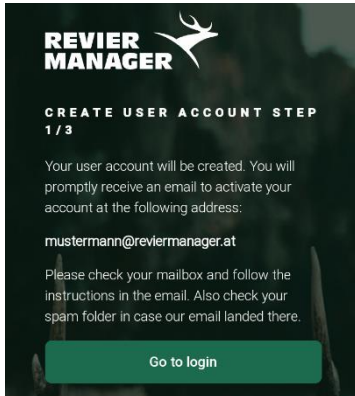 REVIER
MANAGER
CREATE USER ACCOUNT STEP
1/3
Your user account will be created. You will
promptly receive an email to activate your
account at the following address:
mustermann@reviermanager.at
Please check your mailbox and follow the
instructions in the email. Also check your
spam folder in case our email landed there.
Go to login